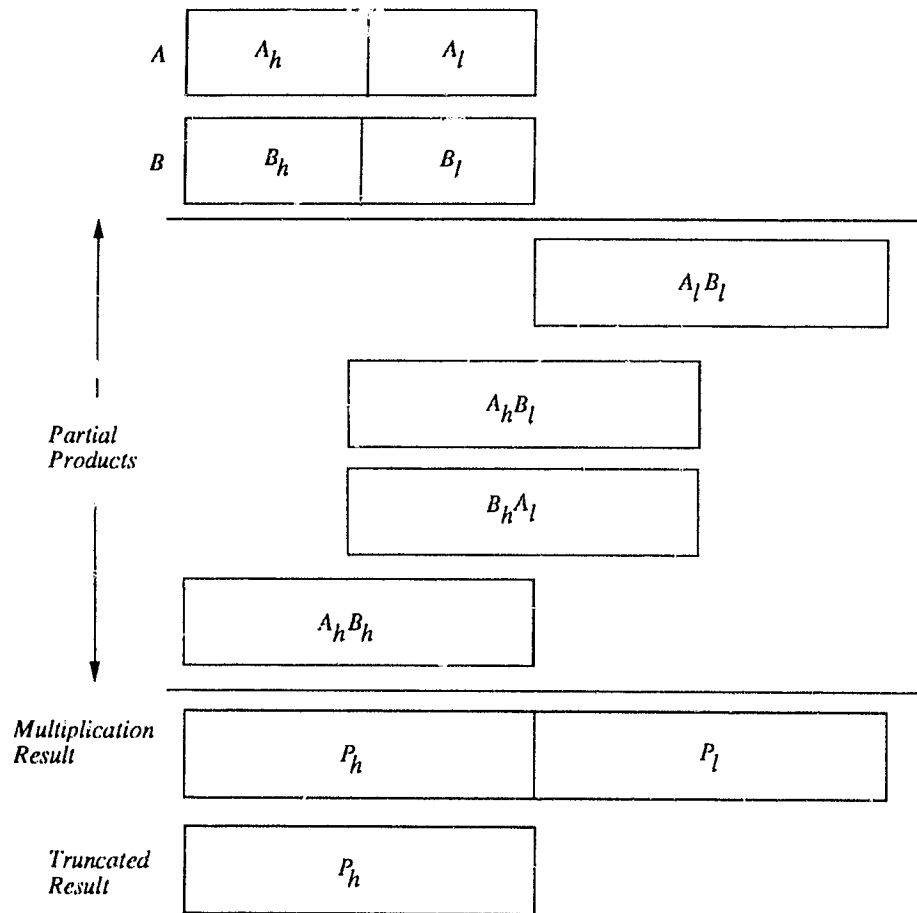 A A_h A_l
B B_h B_l
A_l B_l
A_h B_l
Partial
Products
B_h A_l
A_h B_h
Multiplication
Result
P_h P_l
Truncated
Result
P_h